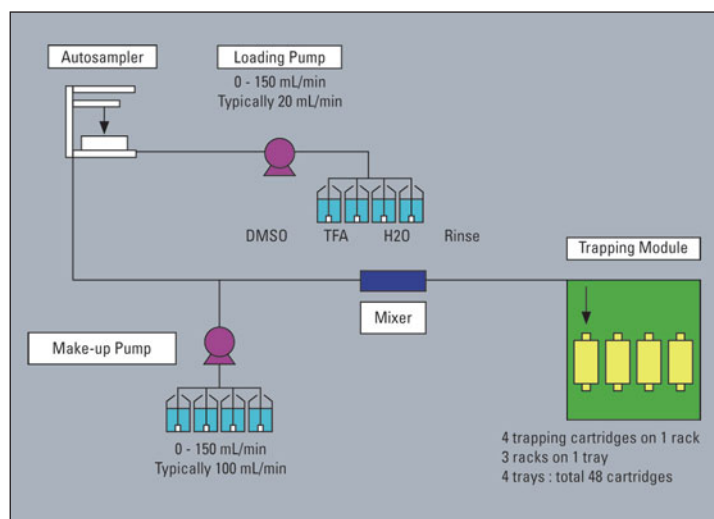 Autosampler
Loading Pump
0 - 150 mL/min
Typically 20 mL/min
DMSO TFA H2O Rinse
Trapping Module
Mixer
Make-up Pump
0 - 150 mL/min
Typically 100 mL/min
4 trapping cartridges on 1 rack
3 racks on 1 tray
4 trays : total 48 cartridges